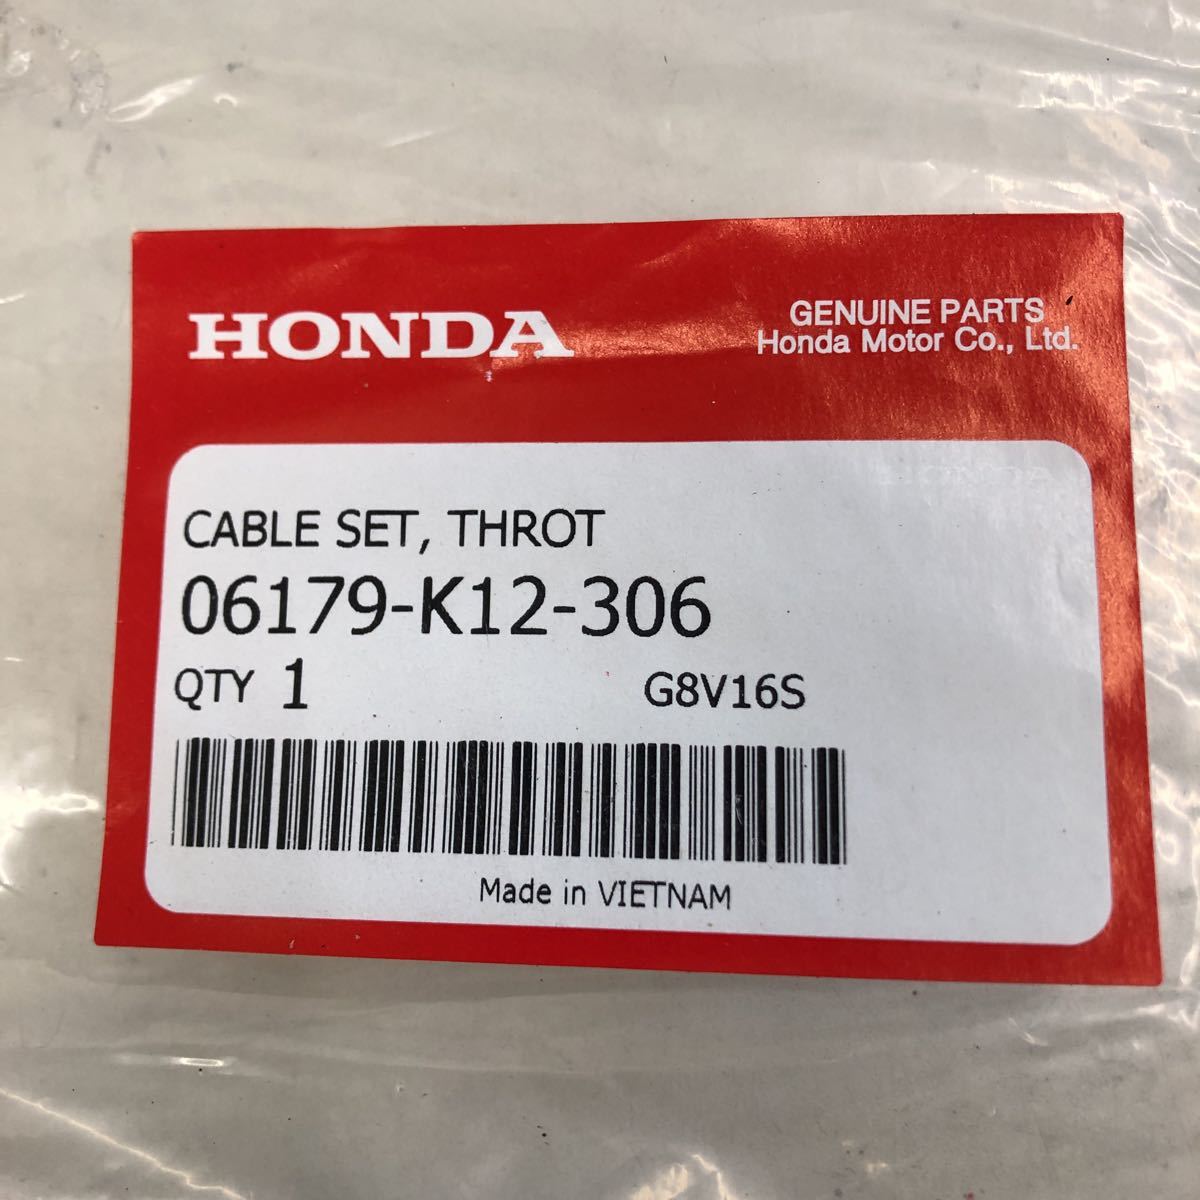 HONDA
GENUINE PARTS
Honda Motor Co., Ltd.
CABLE SET, THROT
06179-K12-306
QTY 1 G8V16S
Made in VIETNAM